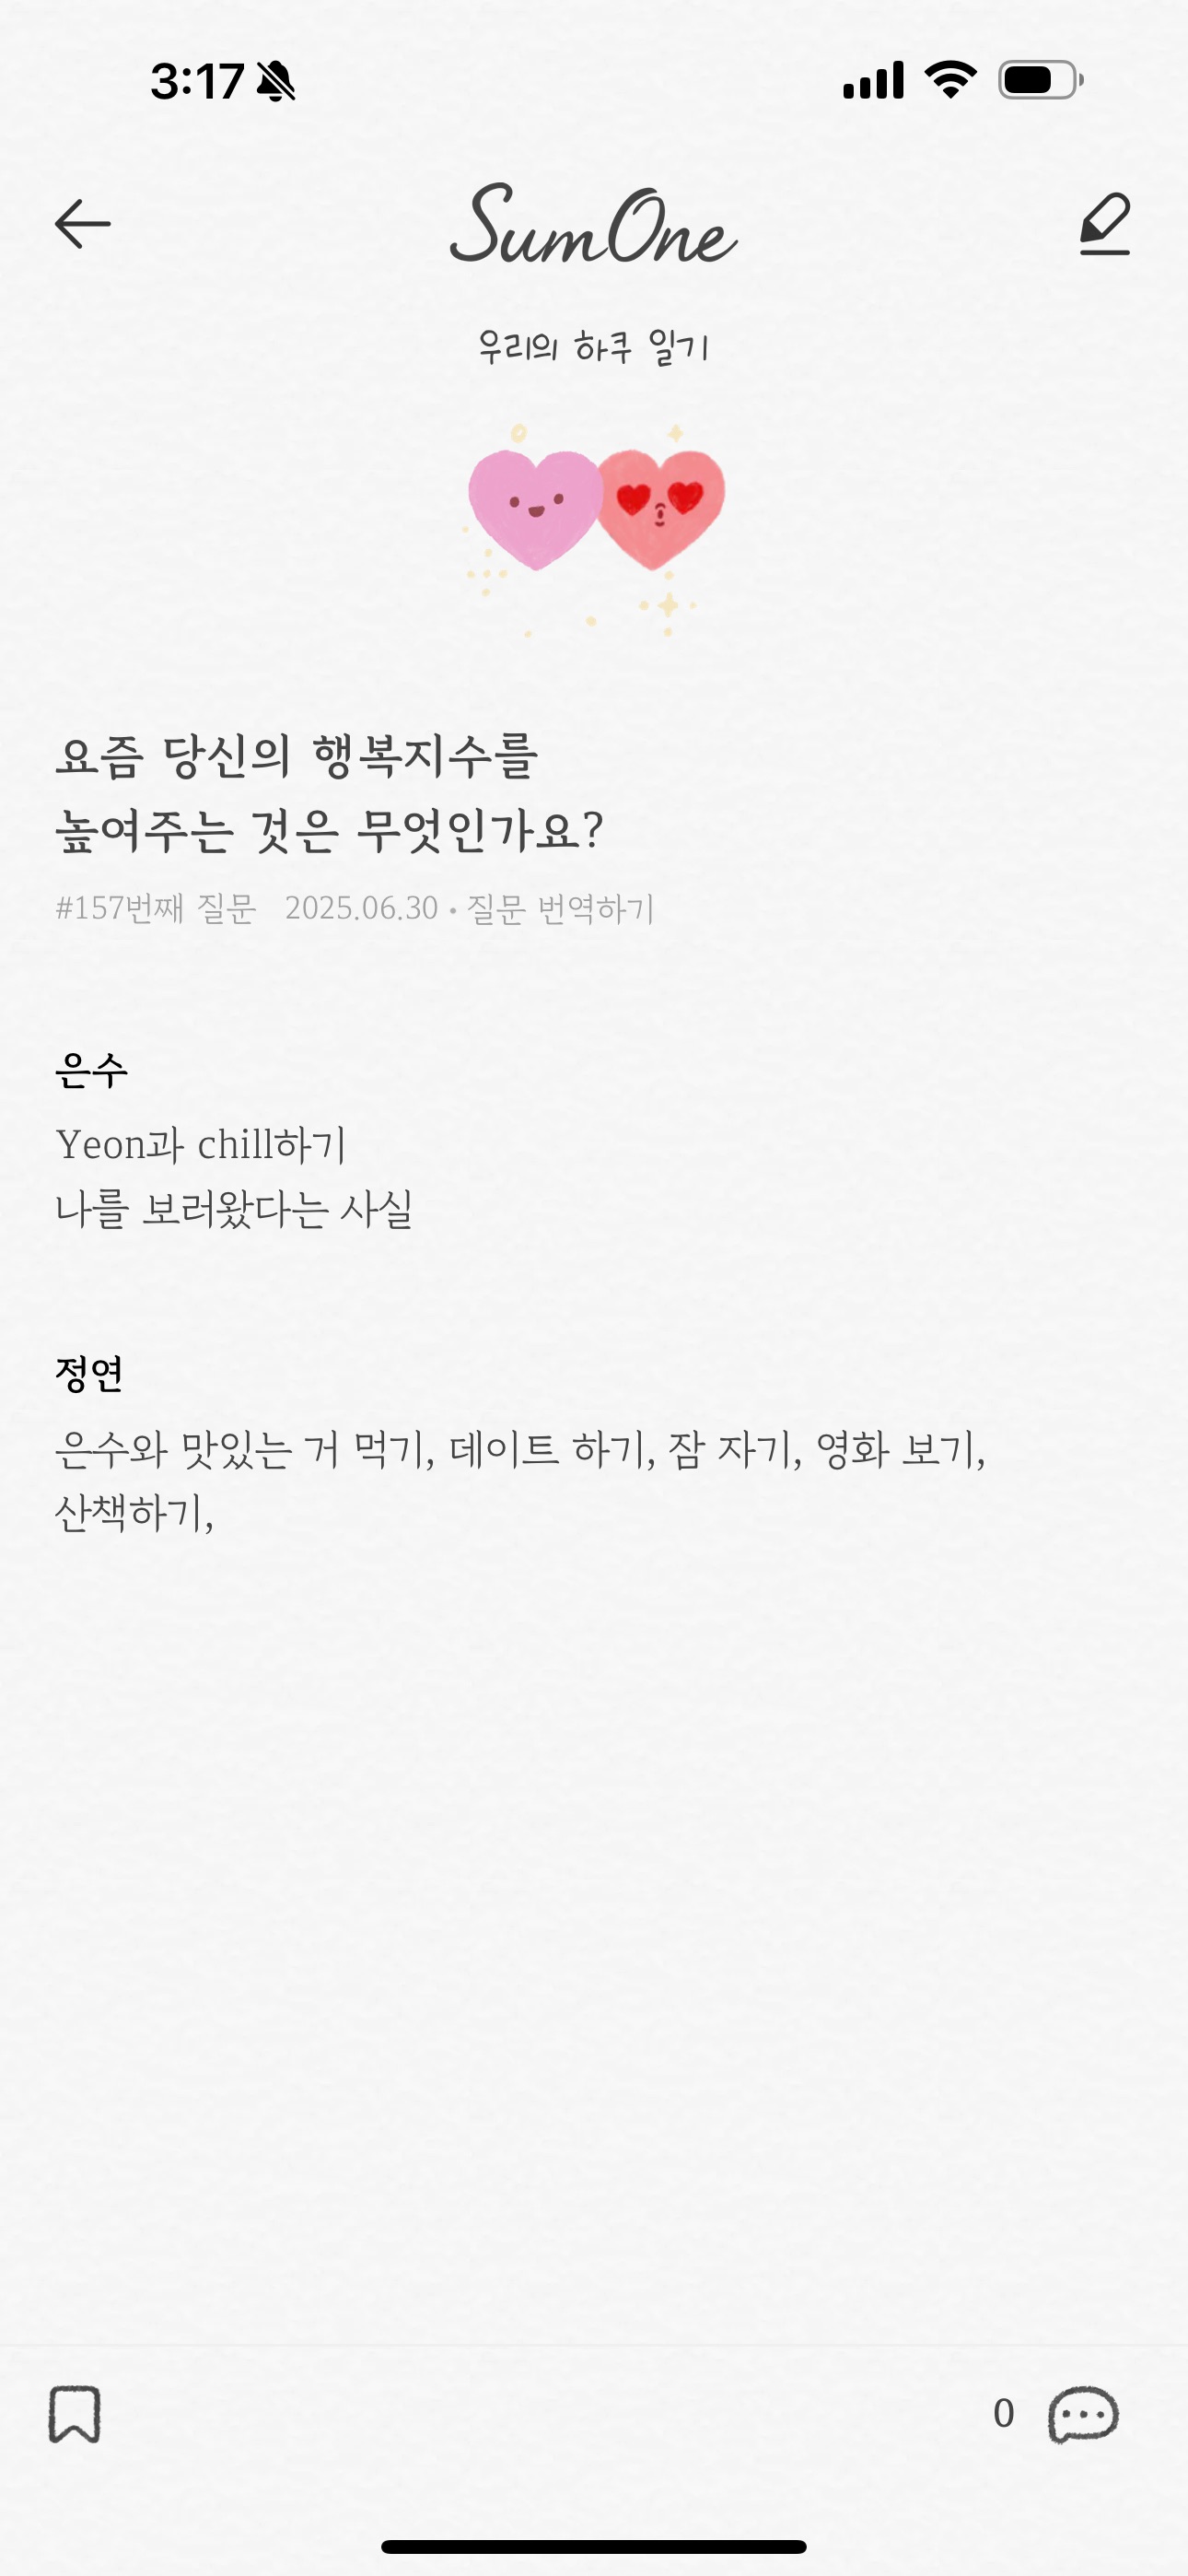 3:17
SumOne
우리의 하쿠 일기
요즘 당신의 행복지수를
높여주는 것은 무엇인가요?
#157번째 질문 2025.06.30 • 질문 번역하기
은수
Yeon과 chill하기
나를 보러왔다는 사실
정연
은수와 맛있는 거 먹기, 데이트 하기, 잠 자기, 영화 보기,
산책하기,
0